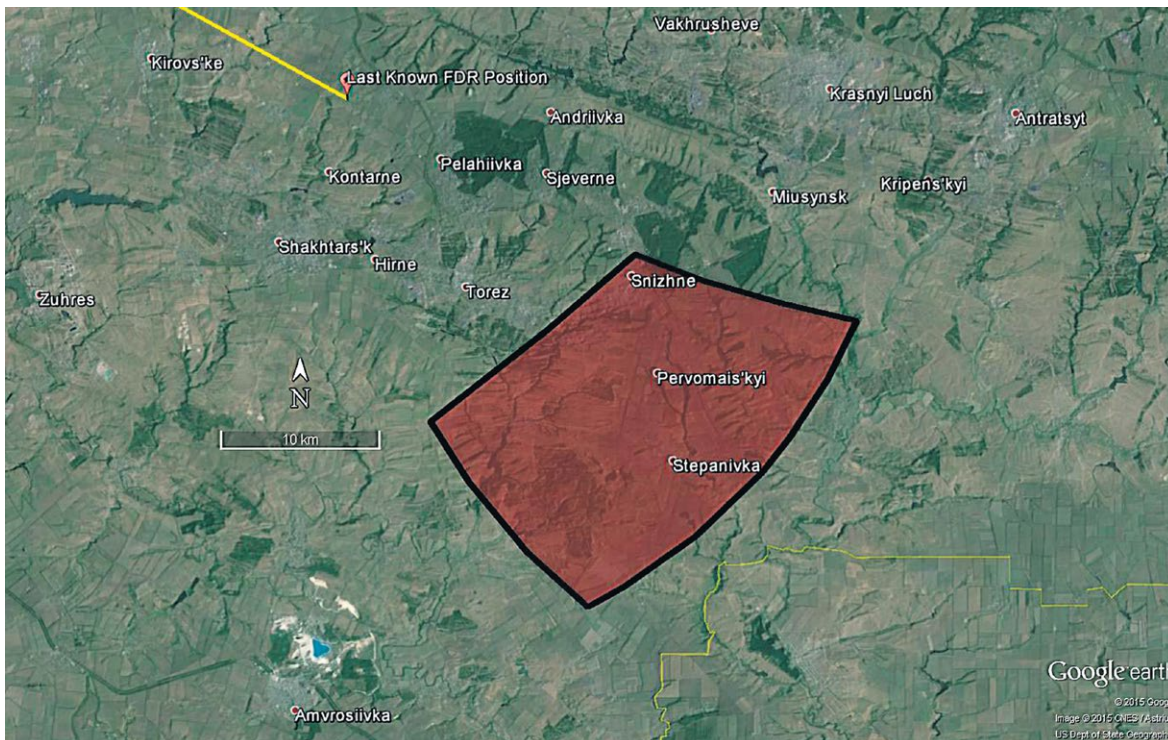 Vakhrusheve
Kirovs'ke
Last Known FDR Position
Krasnyi Luch
Andriivka
Antratsyt
Pelahiivka
Kontarne
Sjeverne
Kripens'kyi
Miusynsk
Shakhtars'k
Hirne
Snizhne
Torez
Zuhres
Pervomais'kyi
N
10 km
Stepanivka
Google earth
© 2015 Goog
Image © 2015 CNES / Astriu
US Dept of State Geograph
Amvrosiivka